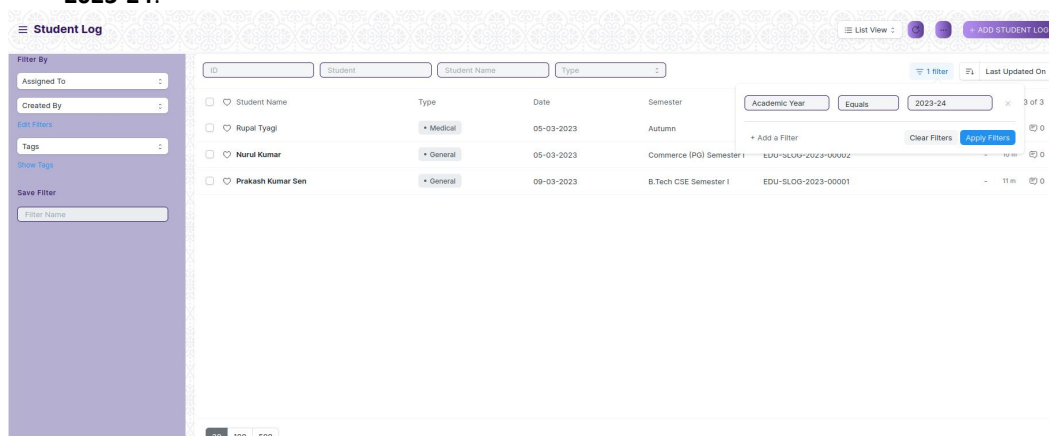 Student Log
List View
+ ADD STUDENT LOG
Filter By
Assigned To
Created By
Edit Filters
Tags
Show Tags
Save Filter
Filter Name
ID Student Student Name Type
1 filter Last Updated On
Student Name Type Date Semester 3 of 3
Academic Year Equals 2023-24 ×
+ Add a Filter Clear Filters Apply Filters
Rupal Tyagi • Medical 05-03-2023 Autumn 0
Nurul Kumar • General 05-03-2023 Commerce (PG) Semester I EDU-SLOG-2023-00002 - 10 m 0
Prakash Kumar Sen • General 09-03-2023 B.Tech CSE Semester I EDU-SLOG-2023-00001 - 11 m 0
20 100 500